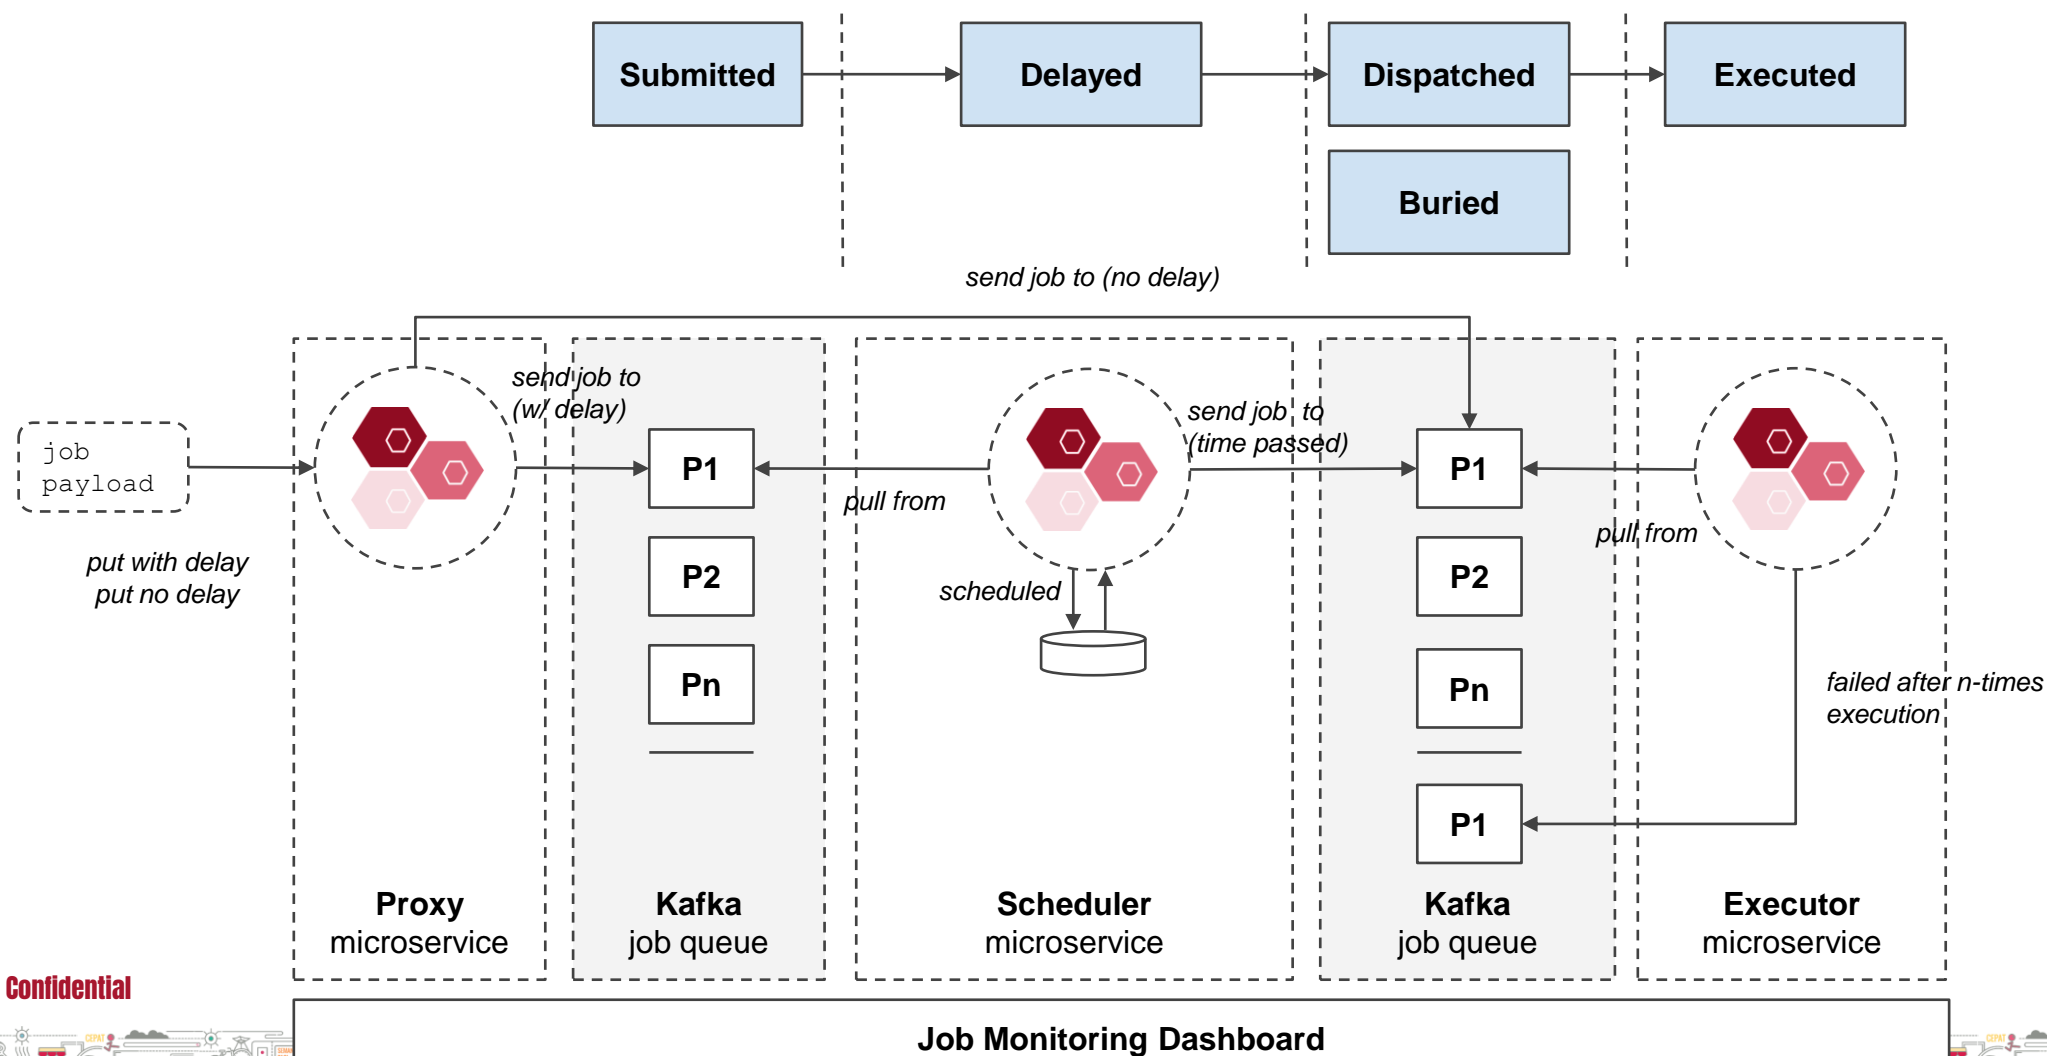 Submitted
Delayed
Dispatched
Executed
Buried
send job to (no delay)
job
payload
put with delay
put no delay
send job to
(w/ delay)
P1
P2
Pn
pull from
scheduled
send job to
(time passed)
P1
P2
Pn
P1
pull from
failed after n-times
execution
Proxy
microservice
Kafka
job queue
Scheduler
microservice
Kafka
job queue
Executor
microservice
Confidential
Job Monitoring Dashboard
CEPAT
CEPAT